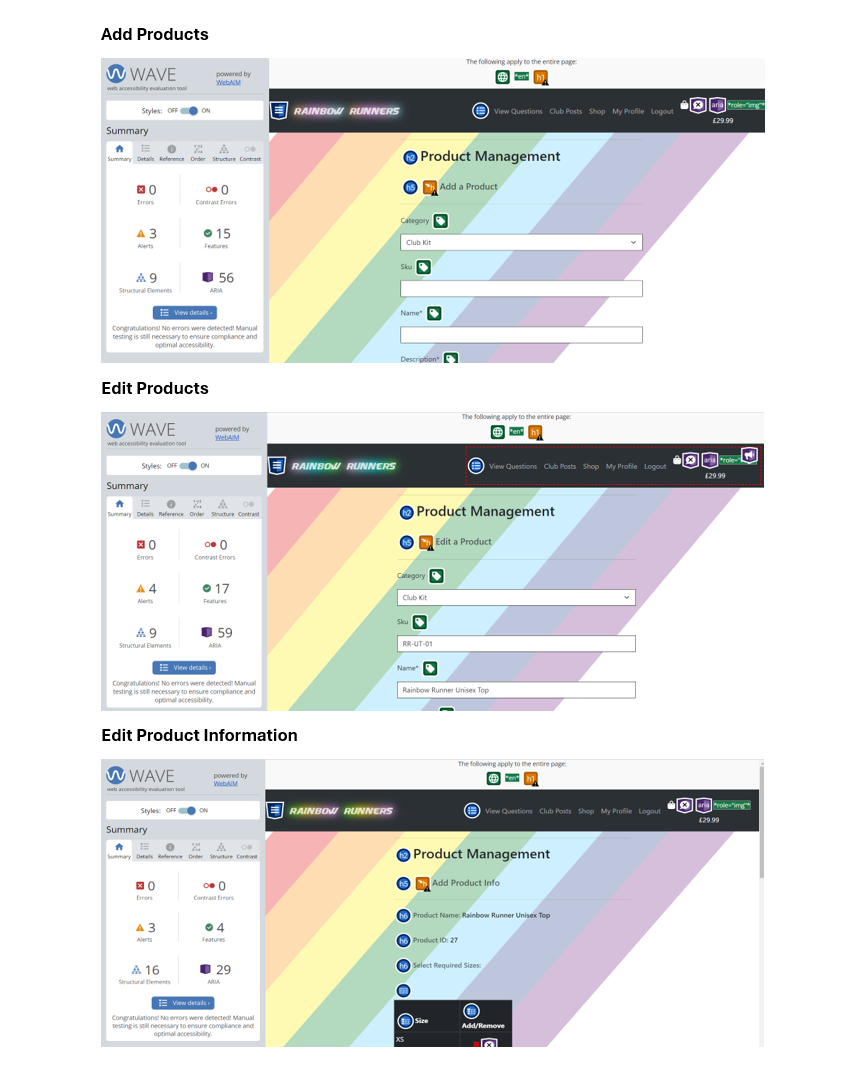 Add Products
WAVE
powered by
WebAIM
web accessibility evaluation tool
Styles: OFF ON
Summary
Summary Details Reference Order Structure Contrast
0 0
Errors Contrast Errors
3 15
Alerts Features
9 56
Structural Elements ARIA
View details ›
Congratulations! No errors were detected! Manual
testing is still necessary to ensure compliance and
optimal accessibility.
The following apply to the entire page:
*en* h1
RAINBOW RUNNERS View Questions Club Posts Shop My Profile Logout aria *role="img"*
£29.99
h2 Product Management
h5 Add a Product
Category
Club Kit
Sku
Name*
Description*
Edit Products
WAVE
powered by
WebAIM
web accessibility evaluation tool
Styles: OFF ON
Summary
Summary Details Reference Order Structure Contrast
0 0
Errors Contrast Errors
4 17
Alerts Features
9 59
Structural Elements ARIA
View details ›
Congratulations! No errors were detected! Manual
testing is still necessary to ensure compliance and
optimal accessibility.
The following apply to the entire page:
*en* h1
RAINBOW RUNNERS View Questions Club Posts Shop My Profile Logout aria *role=
£29.99
h2 Product Management
h5 Edit a Product
Category
Club Kit
Sku
RR-UT-01
Name*
Rainbow Runner Unisex Top
Edit Product Information
WAVE
powered by
WebAIM
web accessibility evaluation tool
Styles: OFF ON
Summary
Summary Details Reference Order Structure Contrast
0 0
Errors Contrast Errors
3 4
Alerts Features
16 29
Structural Elements ARIA
View details ›
Congratulations! No errors were detected! Manual
testing is still necessary to ensure compliance and
optimal accessibility.
The following apply to the entire page:
*en* h1
RAINBOW RUNNERS View Questions Club Posts Shop My Profile Logout aria *role="img"*
£29.99
h2 Product Management
h5 Add Product Info
h6 Product Name: Rainbow Runner Unisex Top
h6 Product ID: 27
h6 Select Required Sizes:
Size Add/Remove
XS